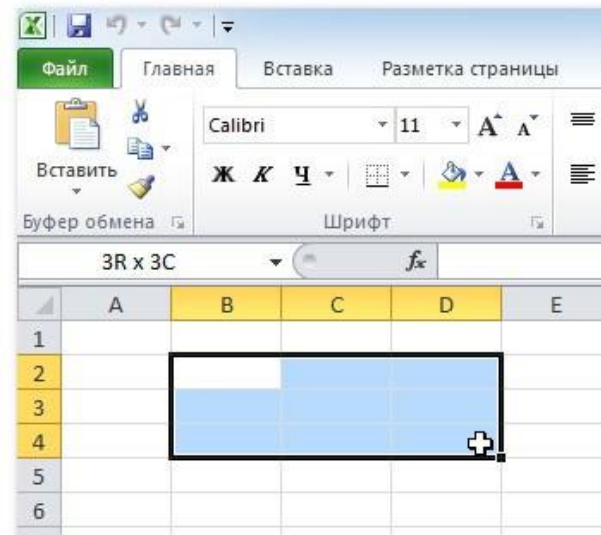 Файл Главная Вставка Разметка страницы
Calibri 11 А А
Вставить Ж К Ч А
Буфер обмена Шрифт
3R x 3C fx
A B C D E
1
2
3
4
5
6